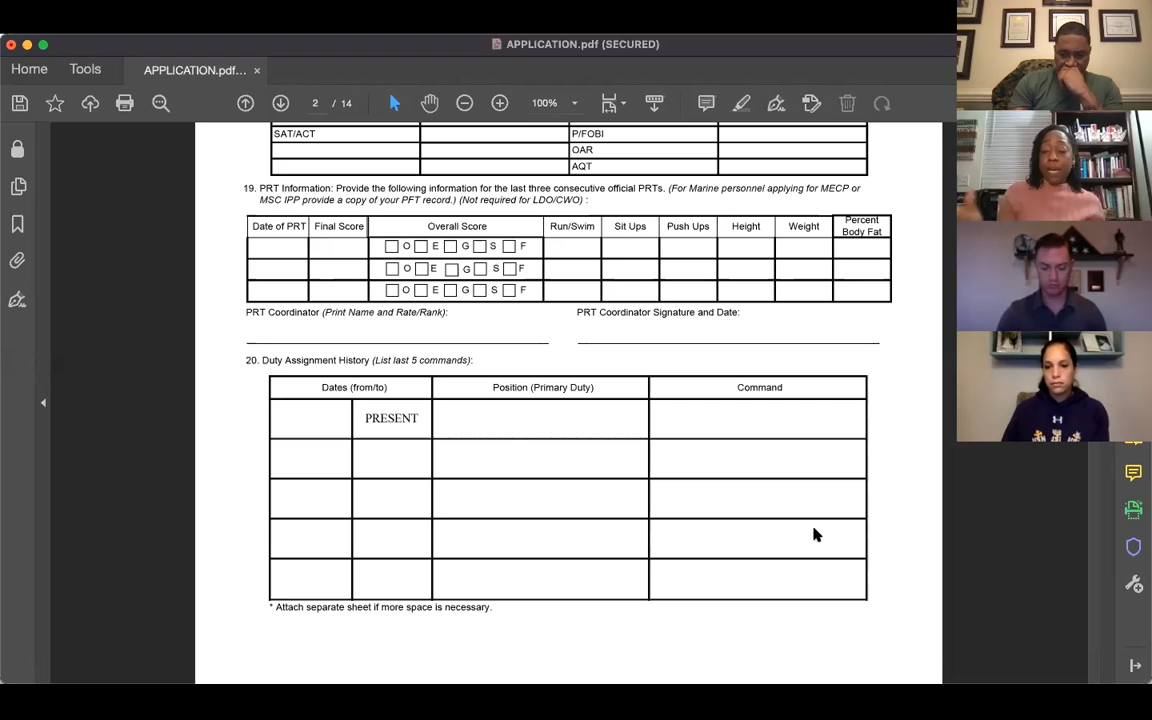 APPLICATION.pdf (SECURED)
Home Tools APPLICATION.pdf... ×
2 / 14 100%
SAT/ACT P/FOBI
OAR
AQT
19. PRT Information: Provide the following information for the last three consecutive official PRTs. (For Marine personnel applying for MECP or
MSC IPP provide a copy of your PFT record.) (Not required for LDO/CWO) :
Date of PRT Final Score Overall Score Run/Swim Sit Ups Push Ups Height Weight Percent
Body Fat
O E G S F
O E G S F
O E G S F
PRT Coordinator (Print Name and Rate/Rank): PRT Coordinator Signature and Date:
20. Duty Assignment History (List last 5 commands):
Dates (from/to) Position (Primary Duty) Command
PRESENT
* Attach separate sheet if more space is necessary.